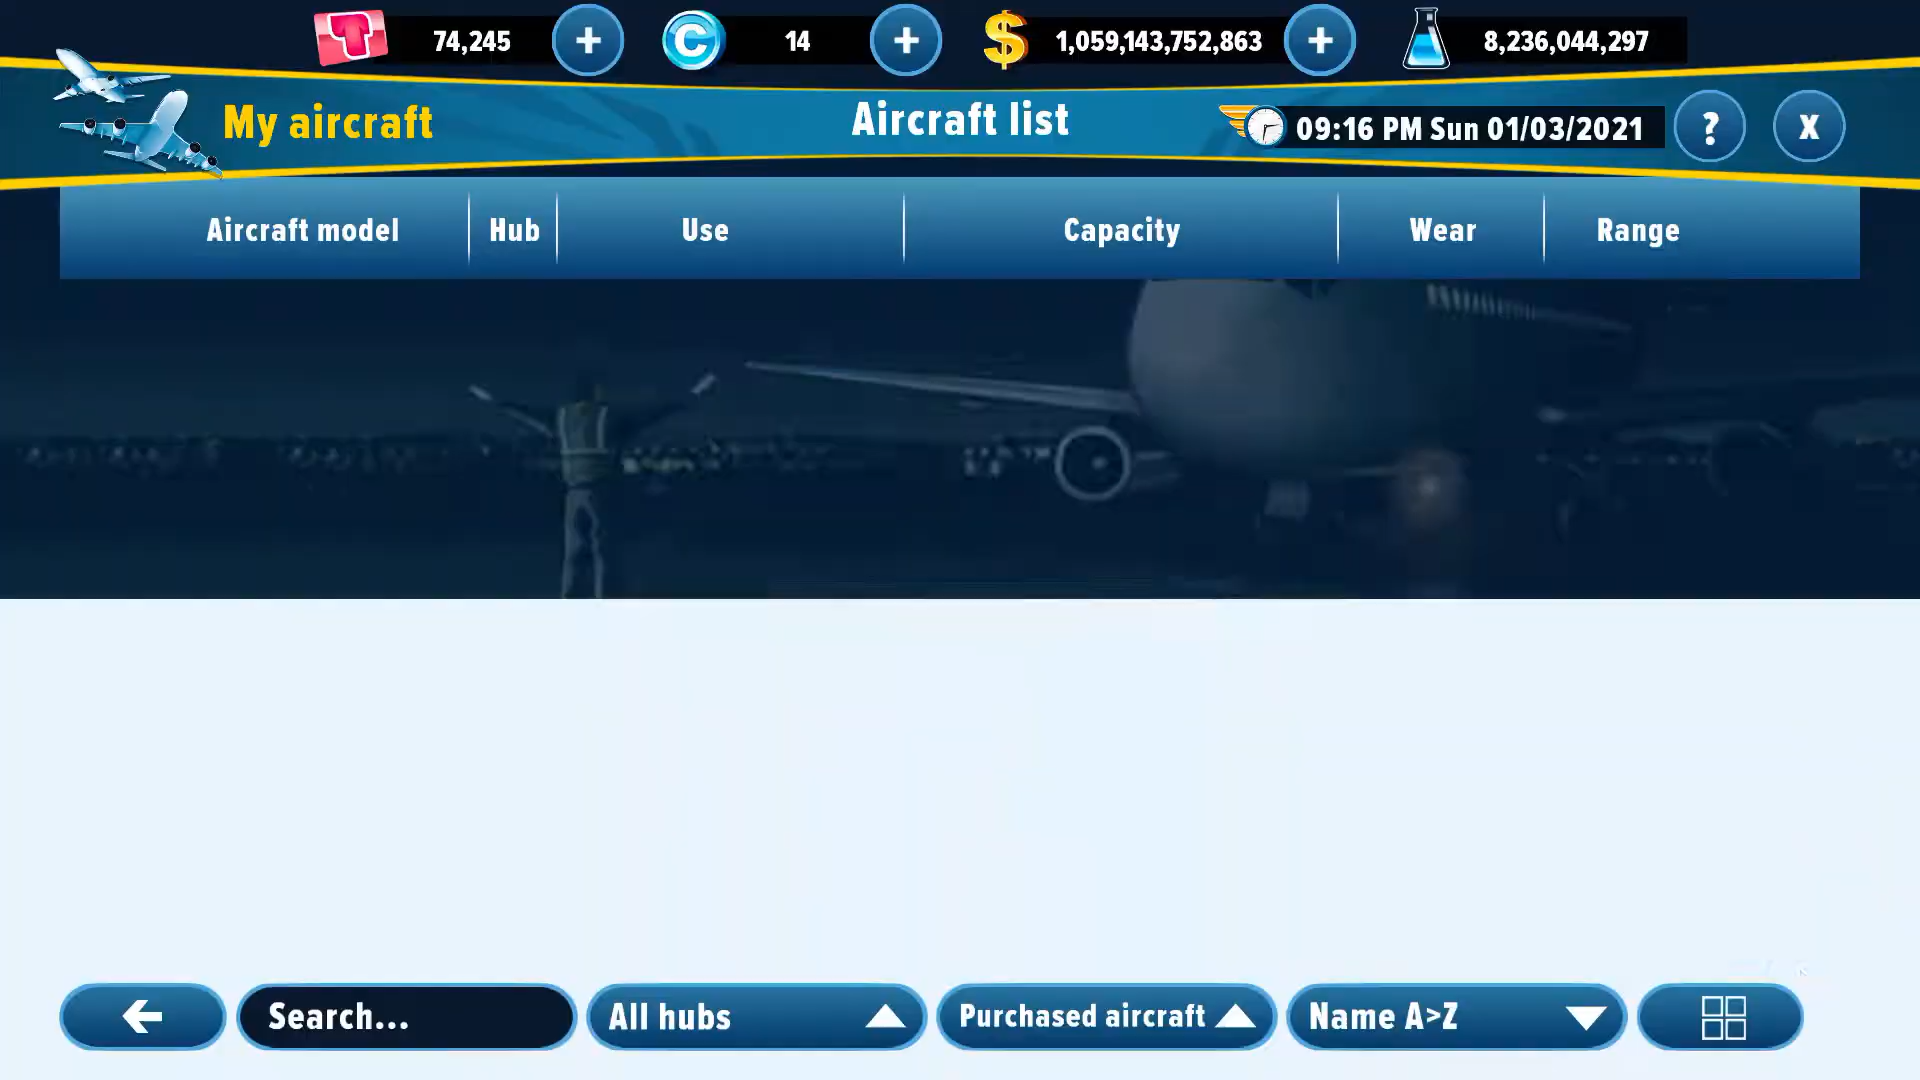 74,245 + 14 + $ 1,059,143,752,863 + 8,236,044,297
My aircraft Aircraft list 09:16 PM Sun 01/03/2021 ? X
Aircraft model Hub Use Capacity Wear Range
Search... All hubs Purchased aircraft Name A>Z